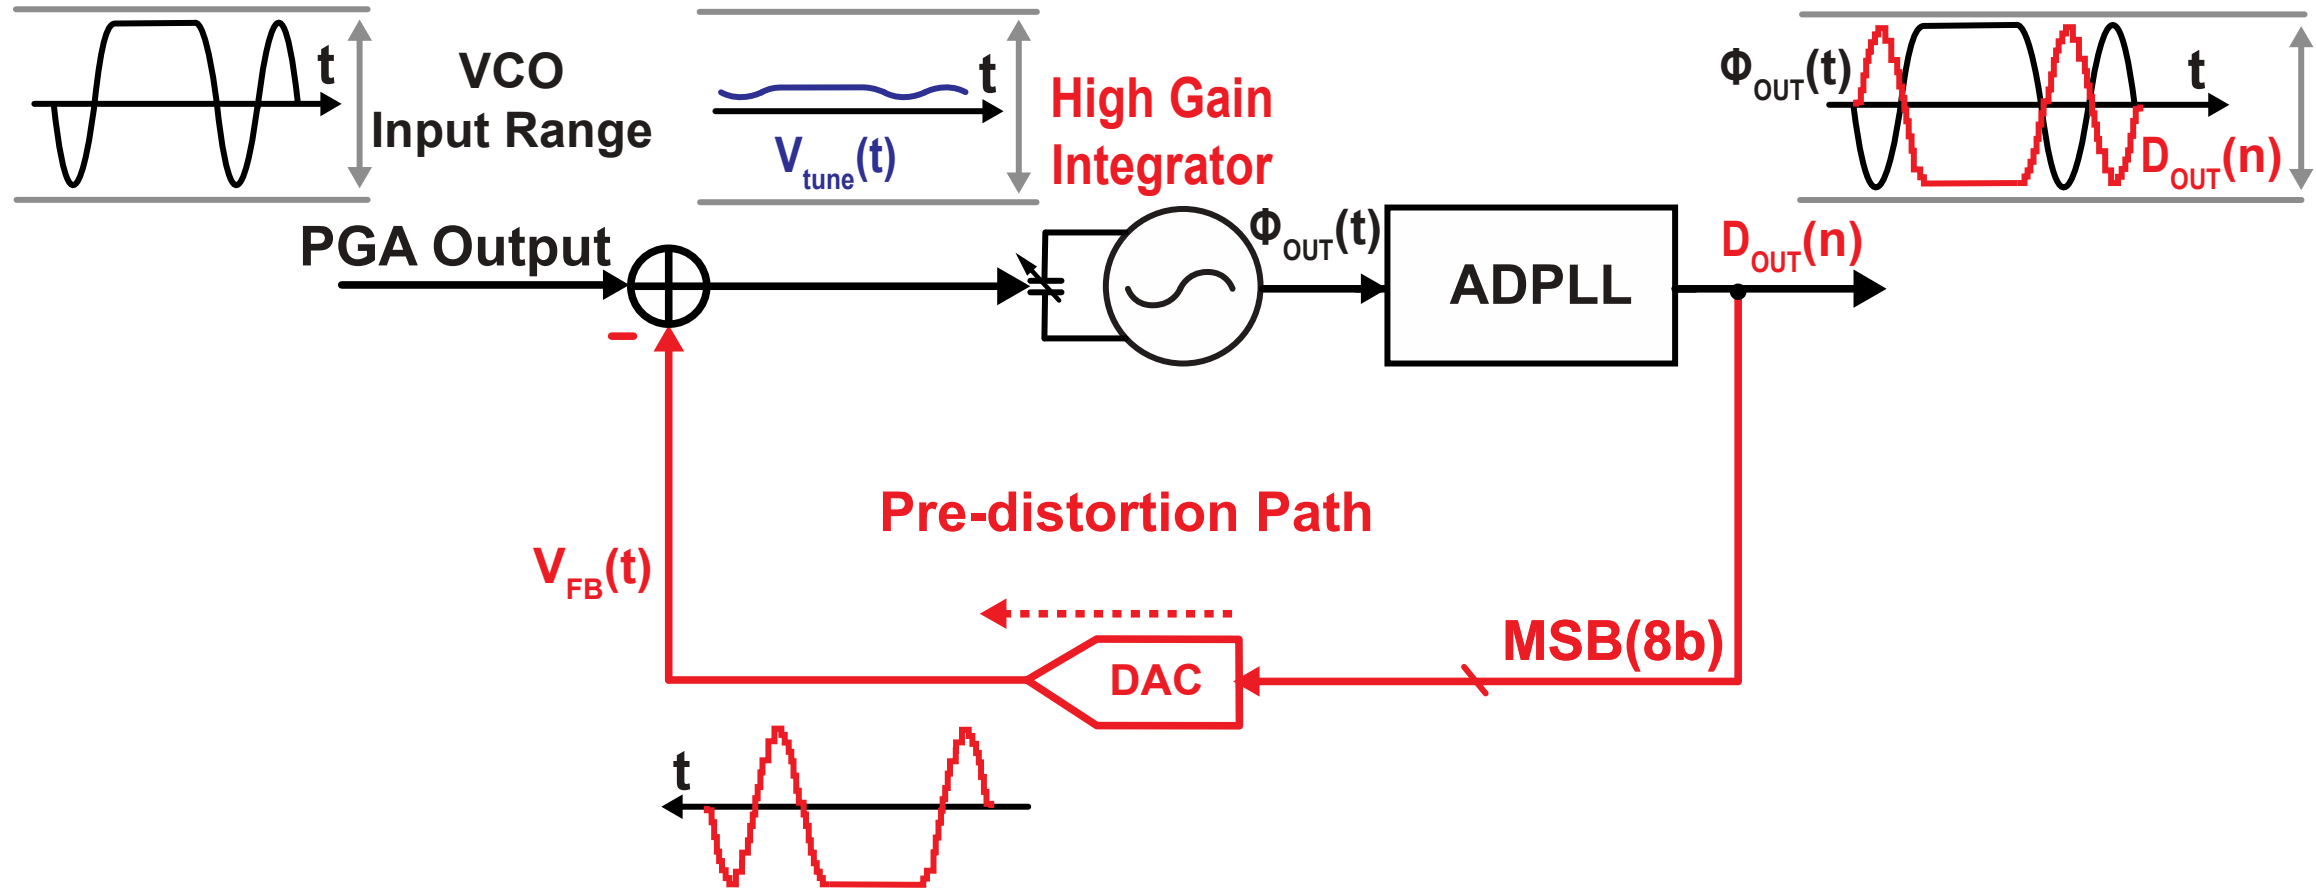 t
VCO
Input Range
t
V_tune(t)
High Gain
Integrator
Φ_OUT(t)
t
D_OUT(n)
PGA Output
Φ_OUT(t)
ADPLL
D_OUT(n)
–
Pre-distortion Path
V_FB(t)
MSB(8b)
DAC
t